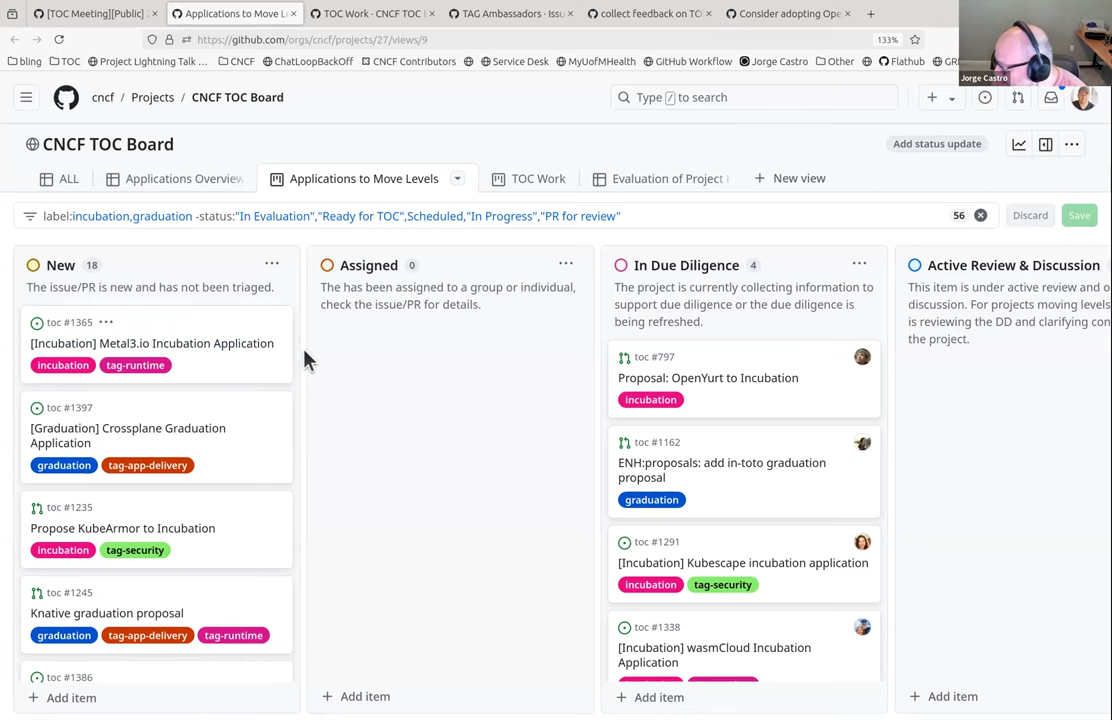 [TOC Meeting][Public]
Applications to Move L
TOC Work · CNCF TOC
TAG Ambassadors · Issu
collect feedback on TO
Consider adopting Ope
https://github.com/orgs/cncf/projects/27/views/9
133%
bling
TOC
Project Lightning Talk ...
CNCF
ChatLoopBackOff
CNCF Contributors
Service Desk
MyUofMHealth
GitHub Workflow
Jorge Castro
Other
Flathub
Jorge Castro
cncf / Projects / CNCF TOC Board
Type / to search
CNCF TOC Board
Add status update
ALL
Applications Overview
Applications to Move Levels
TOC Work
Evaluation of Project
New view
label:incubation,graduation -status:"In Evaluation","Ready for TOC",Scheduled,"In Progress","PR for review"
56
Discard
Save
New 18
The issue/PR is new and has not been triaged.
toc #1365
[Incubation] Metal3.io Incubation Application
incubation tag-runtime
toc #1397
[Graduation] Crossplane Graduation
Application
graduation tag-app-delivery
toc #1235
Propose KubeArmor to Incubation
incubation tag-security
toc #1245
Knative graduation proposal
graduation tag-app-delivery tag-runtime
toc #1386
Add item
Assigned 0
The has been assigned to a group or individual,
check the issue/PR for details.
Add item
In Due Diligence 4
The project is currently collecting information to
support due diligence or the due diligence is
being refreshed.
toc #797
Proposal: OpenYurt to Incubation
incubation
toc #1162
ENH:proposals: add in-toto graduation
proposal
graduation
toc #1291
[Incubation] Kubescape incubation application
incubation tag-security
toc #1338
[Incubation] wasmCloud Incubation
Application
Add item
Active Review & Discussion
This item is under active review and o
discussion. For projects moving levels
is reviewing the DD and clarifying con
the project.
Add item